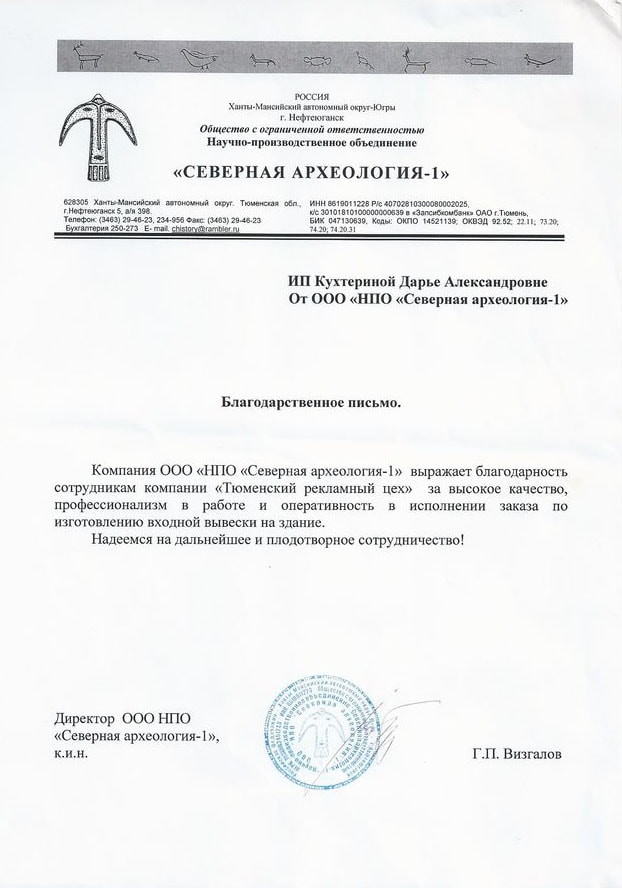 РОССИЯ
Ханты-Мансийский автономный округ-Югры
г. Нефтеюганск
Общество с ограниченной ответственностью
Научно-производственное объединение
«СЕВЕРНАЯ АРХЕОЛОГИЯ-1»
628305 Ханты-Мансийский автономный округ. Тюменская обл.,
г.Нефтеюганск 5, а/я 398.
Телефон: (3463) 29-46-23, 234-956 Факс: (3463) 29-46-23
Бухгалтерия 250-273 E- mail. chistory@rambler.ru
ИНН 8619011228 Р/с 40702810300080002025,
к/с 30101810100000000639 в «Запсибкомбанк» ОАО г.Тюмень,
БИК 047130639, Коды: ОКПО 14521139; ОКВЭД 92.52; 22.11; 73.20;
74.20; 74.20.31
ИП Кухтериной Дарье Александровне
От ООО «НПО «Северная археология-1»
Благодарственное письмо.
Компания ООО «НПО «Северная археология-1» выражает благодарность
сотрудникам компании «Тюменский рекламный цех» за высокое качество,
профессионализм в работе и оперативность в исполнении заказа по
изготовлению входной вывески на здание.
Надеемся на дальнейшее и плодотворное сотрудничество!
Директор ООО НПО
«Северная археология-1»,
к.и.н.
Г.П. Визгалов